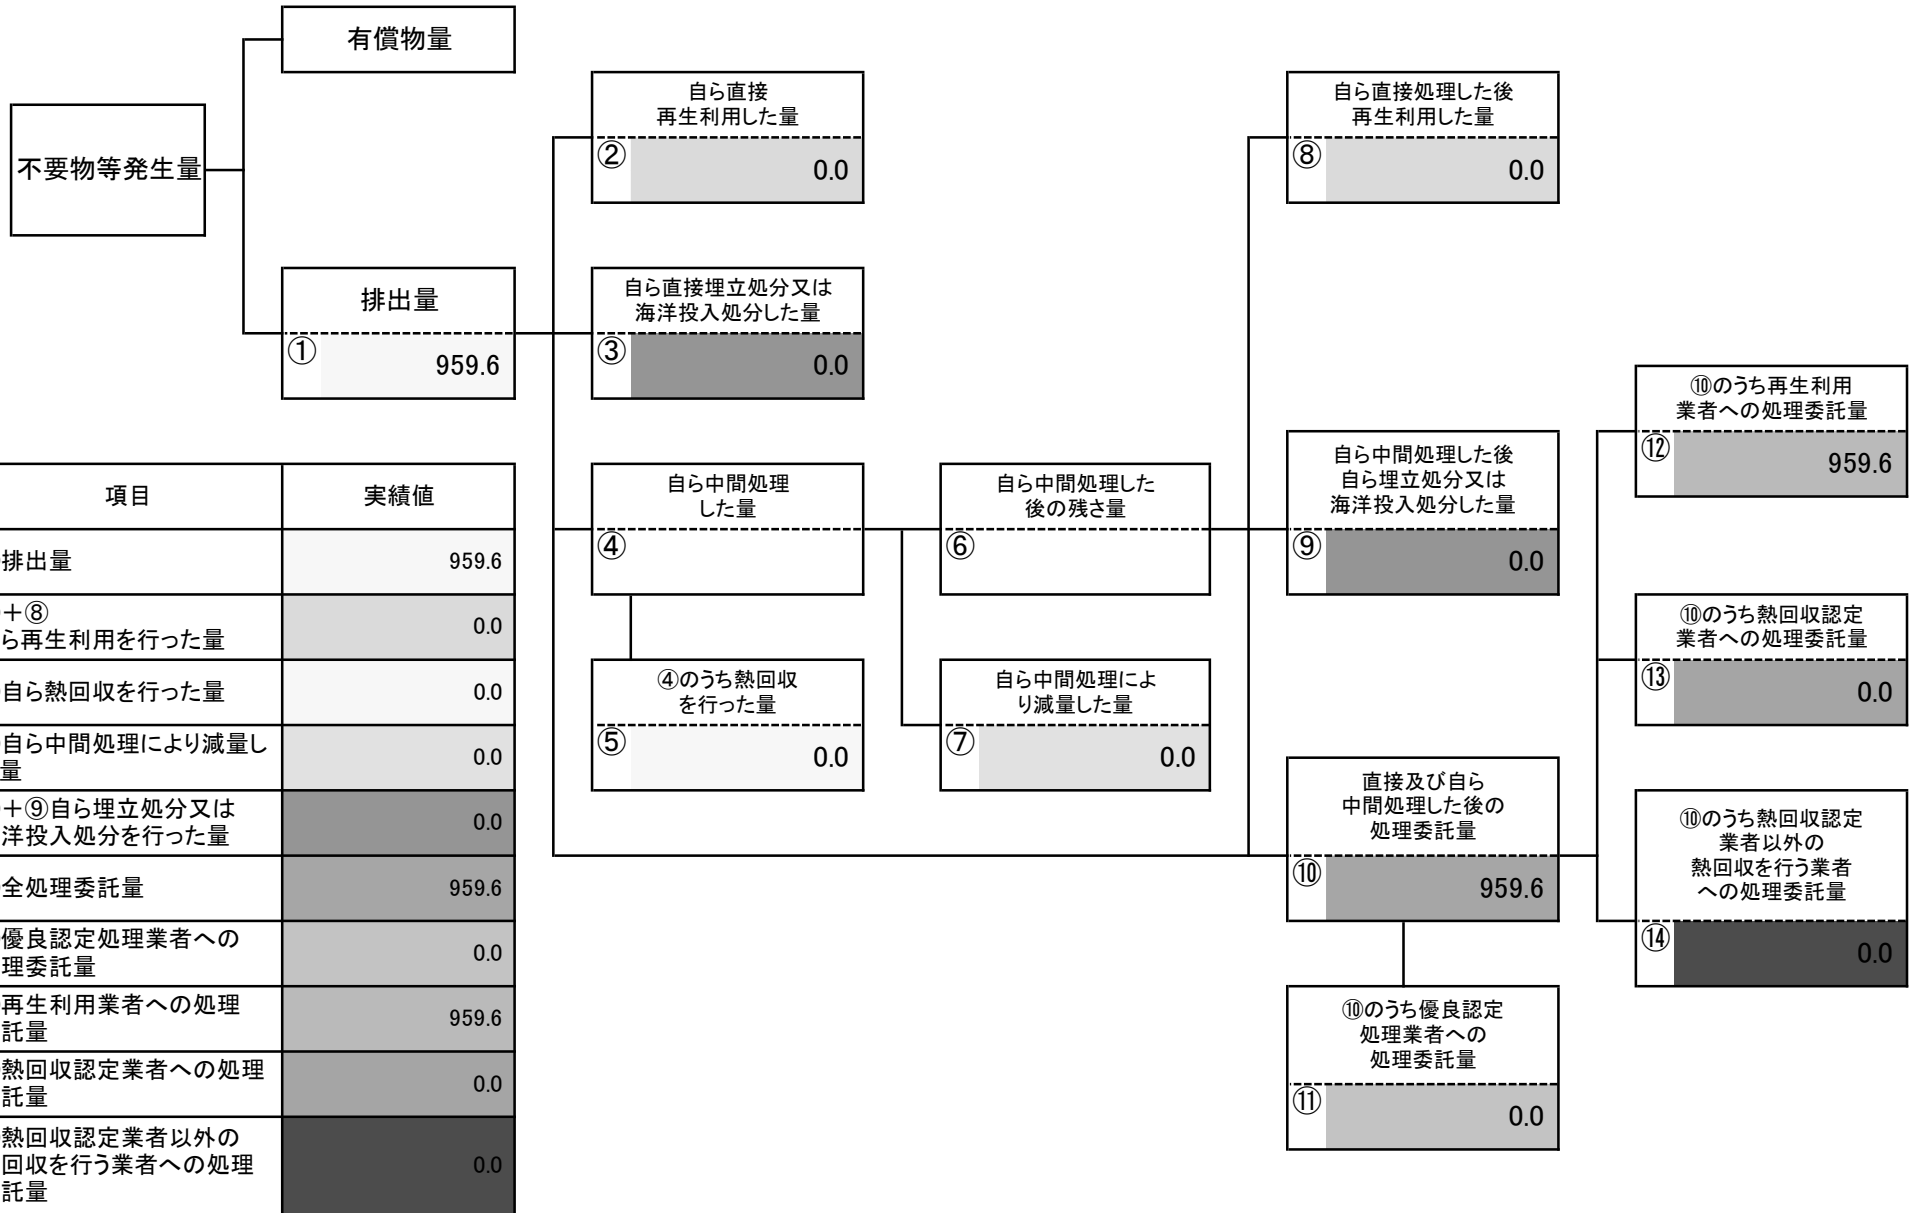 有償物量
不要物等発生量
排出量
①
959.6
自ら直接
再生利用した量
②
0.0
自ら直接埋立処分又は
海洋投入処分した量
③
0.0
自ら中間処理
した量
④
④のうち熱回収
を行った量
⑤
0.0
自ら中間処理した
後の残さ量
⑥
自ら中間処理によ
り減量した量
⑦
0.0
自ら直接処理した後
再生利用した量
⑧
0.0
自ら中間処理した後
自ら埋立処分又は
海洋投入処分した量
⑨
0.0
直接及び自ら
中間処理した後の
処理委託量
⑩
959.6
⑩のうち優良認定
処理業者への
処理委託量
⑪
0.0
⑩のうち再生利用
業者への処理委託量
⑫
959.6
⑩のうち熱回収認定
業者への処理委託量
⑬
0.0
⑩のうち熱回収認定
業者以外の
熱回収を行う業者
への処理委託量
⑭
0.0
項目 実績値
排出量 959.6
＋⑧
ら再生利用を行った量 0.0
自ら熱回収を行った量 0.0
自ら中間処理により減量し
量 0.0
＋⑨自ら埋立処分又は
洋投入処分を行った量 0.0
全処理委託量 959.6
優良認定処理業者への
理委託量 0.0
再生利用業者への処理
託量 959.6
熱回収認定業者への処理
託量 0.0
熱回収認定業者以外の
回収を行う業者への処理
託量 0.0